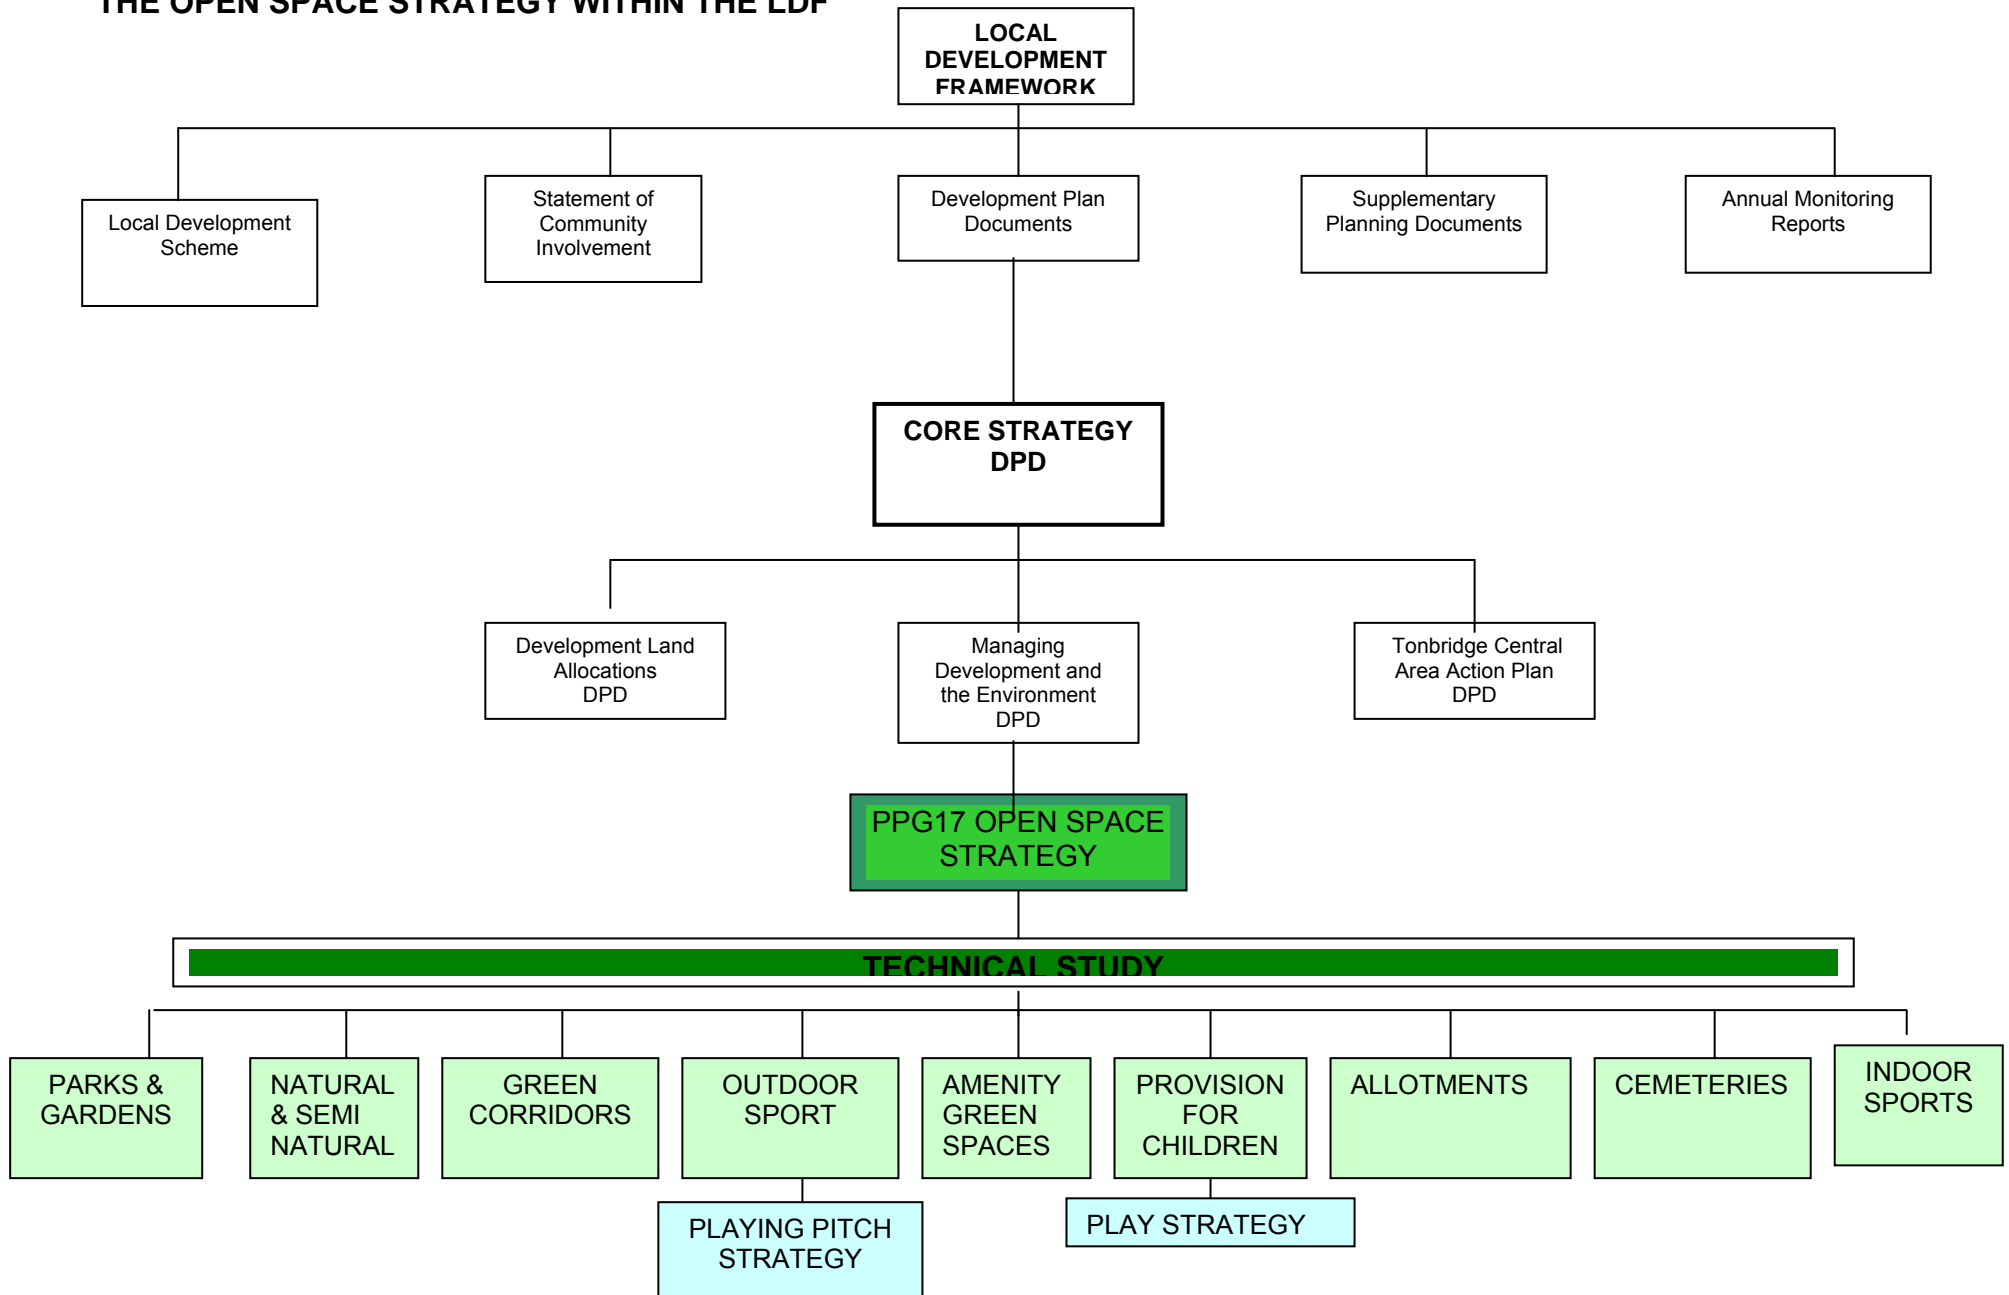 THE OPEN SPACE STRATEGY WITHIN THE LDF
LOCAL
DEVELOPMENT
FRAMEWORK
Local Development
Scheme
Statement of
Community
Involvement
Development Plan
Documents
Supplementary
Planning Documents
Annual Monitoring
Reports
CORE STRATEGY
DPD
Development Land
Allocations
DPD
Managing
Development and
the Environment
DPD
Tonbridge Central
Area Action Plan
DPD
PPG17 OPEN SPACE
STRATEGY
TECHNICAL STUDY
PARKS &
GARDENS
NATURAL
& SEMI
NATURAL
GREEN
CORRIDORS
OUTDOOR
SPORT
AMENITY
GREEN
SPACES
PROVISION
FOR
CHILDREN
ALLOTMENTS
CEMETERIES
INDOOR
SPORTS
PLAYING PITCH
STRATEGY
PLAY STRATEGY